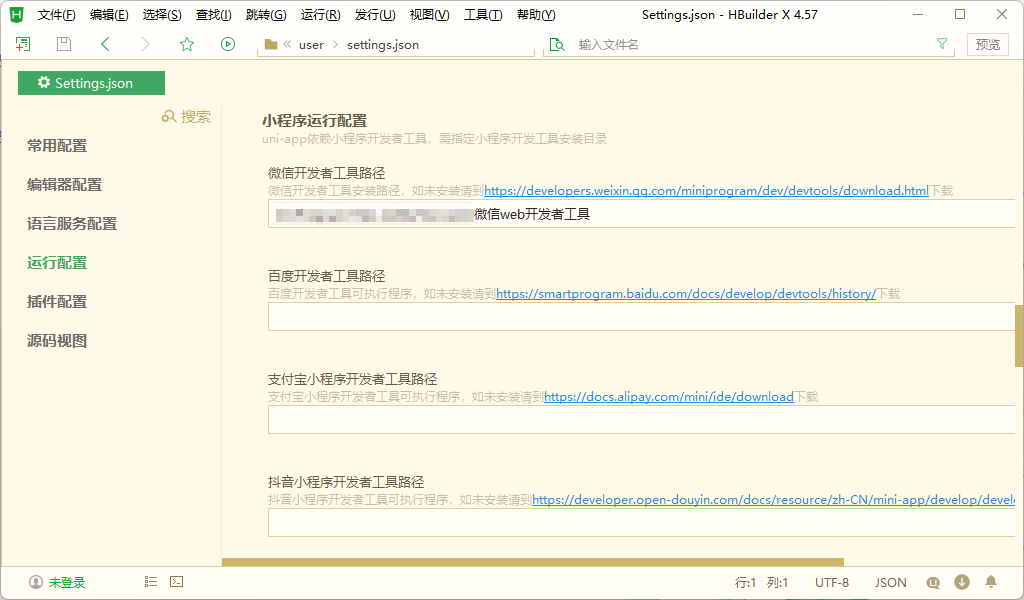 文件(F) 编辑(E) 选择(S) 查找(I) 跳转(G) 运行(R) 发行(U) 视图(V) 工具(T) 帮助(Y) Settings.json - HBuilder X 4.57
user settings.json 输入文件名 预览
Settings.json
搜索
常用配置
编辑器配置
语言服务配置
运行配置
插件配置
源码视图
小程序运行配置
uni-app依赖小程序开发者工具，需指定小程序开发工具安装目录
微信开发者工具路径
微信开发者工具安装路径，如未安装请到https://developers.weixin.qq.com/miniprogram/dev/devtools/download.html下载
微信web开发者工具
百度开发者工具路径
百度开发者工具可执行程序，如未安装请到https://smartprogram.baidu.com/docs/develop/devtools/history/下载
支付宝小程序开发者工具路径
支付宝小程序开发者工具可执行程序，如未安装请到https://docs.alipay.com/mini/ide/download下载
抖音小程序开发者工具路径
抖音小程序开发者工具可执行程序，如未安装请到https://developer.open-douyin.com/docs/resource/zh-CN/mini-app/develop/devel
未登录 行:1 列:1 UTF-8 JSON